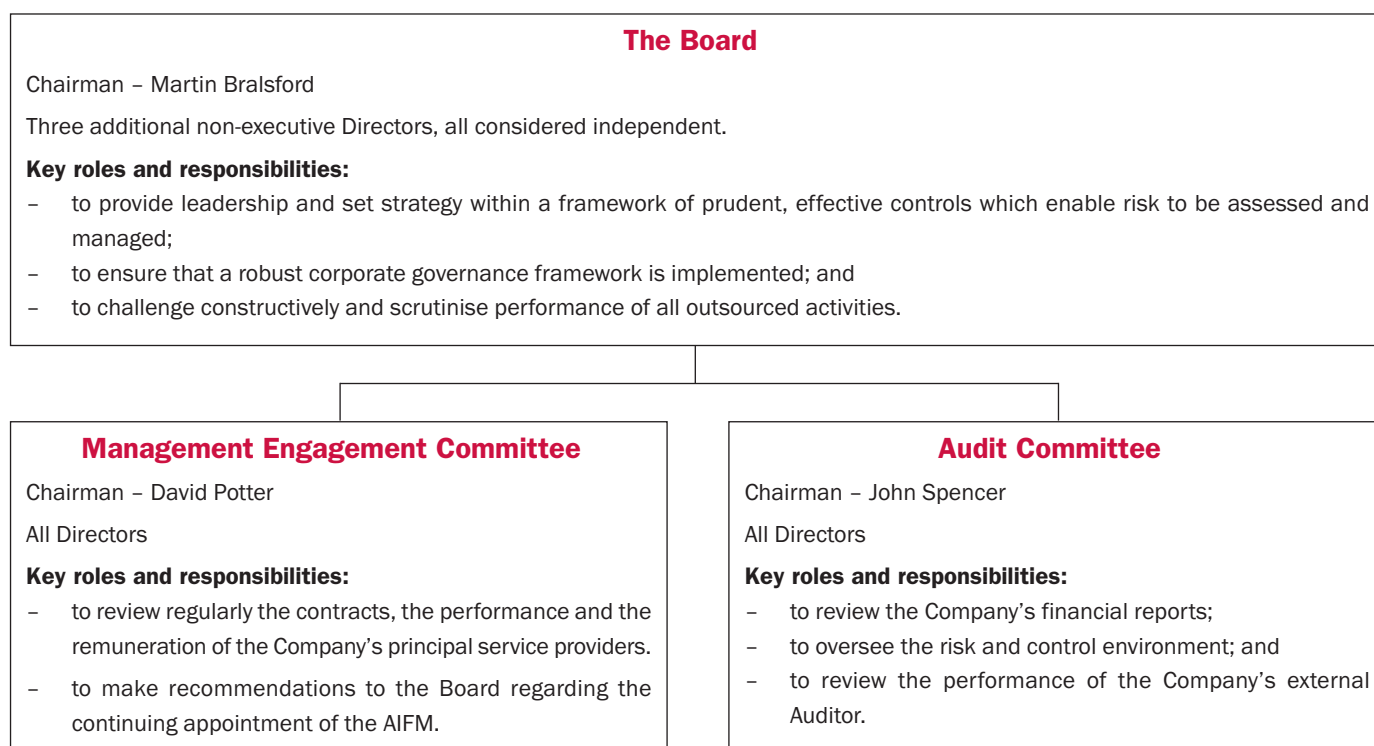 The Board
Chairman – Martin Bralsford
Three additional non-executive Directors, all considered independent.
Key roles and responsibilities:
– to provide leadership and set strategy within a framework of prudent, effective controls which enable risk to be assessed and
managed;
– to ensure that a robust corporate governance framework is implemented; and
– to challenge constructively and scrutinise performance of all outsourced activities.
Management Engagement Committee
Chairman – David Potter
All Directors
Key roles and responsibilities:
– to review regularly the contracts, the performance and the
remuneration of the Company’s principal service providers.
– to make recommendations to the Board regarding the
continuing appointment of the AIFM.
Audit Committee
Chairman – John Spencer
All Directors
Key roles and responsibilities:
– to review the Company’s financial reports;
– to oversee the risk and control environment; and
– to review the performance of the Company’s external
Auditor.